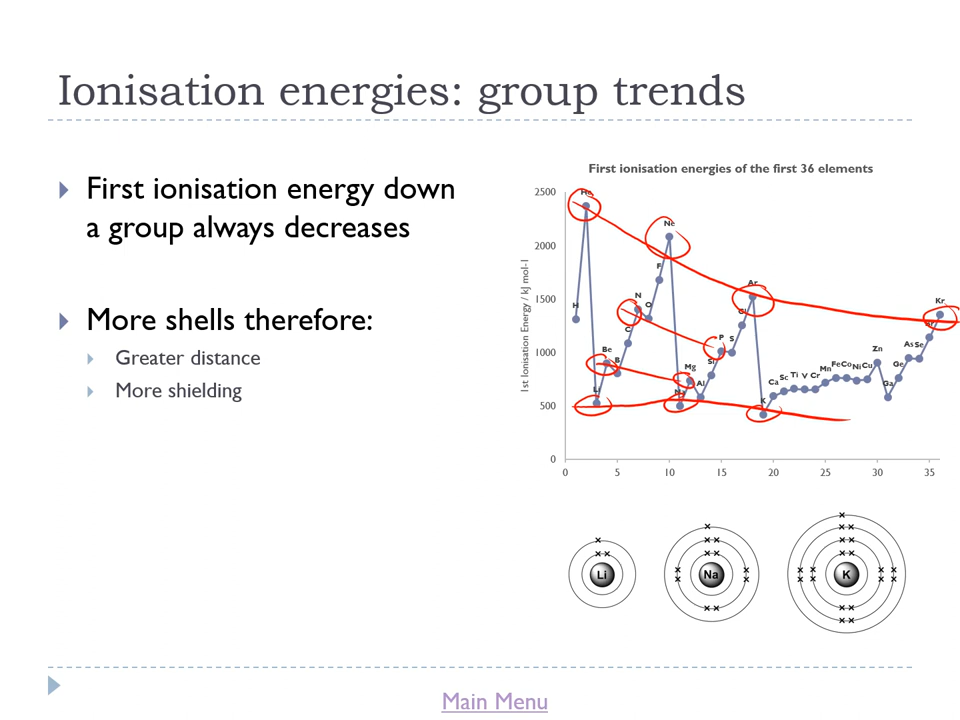 Ionisation energies: group trends
First ionisation energy down
a group always decreases
More shells therefore:
Greater distance
More shielding
First ionisation energies of the first 36 elements
1st Ionisation Energy / kJ mol-1
2500
2000
1500
1000
500
0
0 5 10 15 20 25 30 35
H He Li Be B C N O F Ne Na Mg Al Si P S Cl Ar K Ca Sc Ti V Cr Mn Fe Co Ni Cu Zn Ga Ge As Se Br Kr
Li Na K
Main Menu